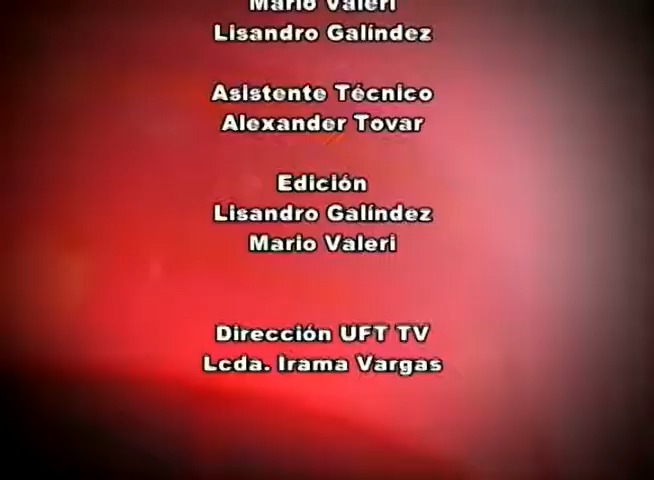 Mario Valeri
Lisandro Galíndez
Asistente Técnico
Alexander Tovar
Edición
Lisandro Galíndez
Mario Valeri
Dirección UFT TV
Lcda. Irama Vargas